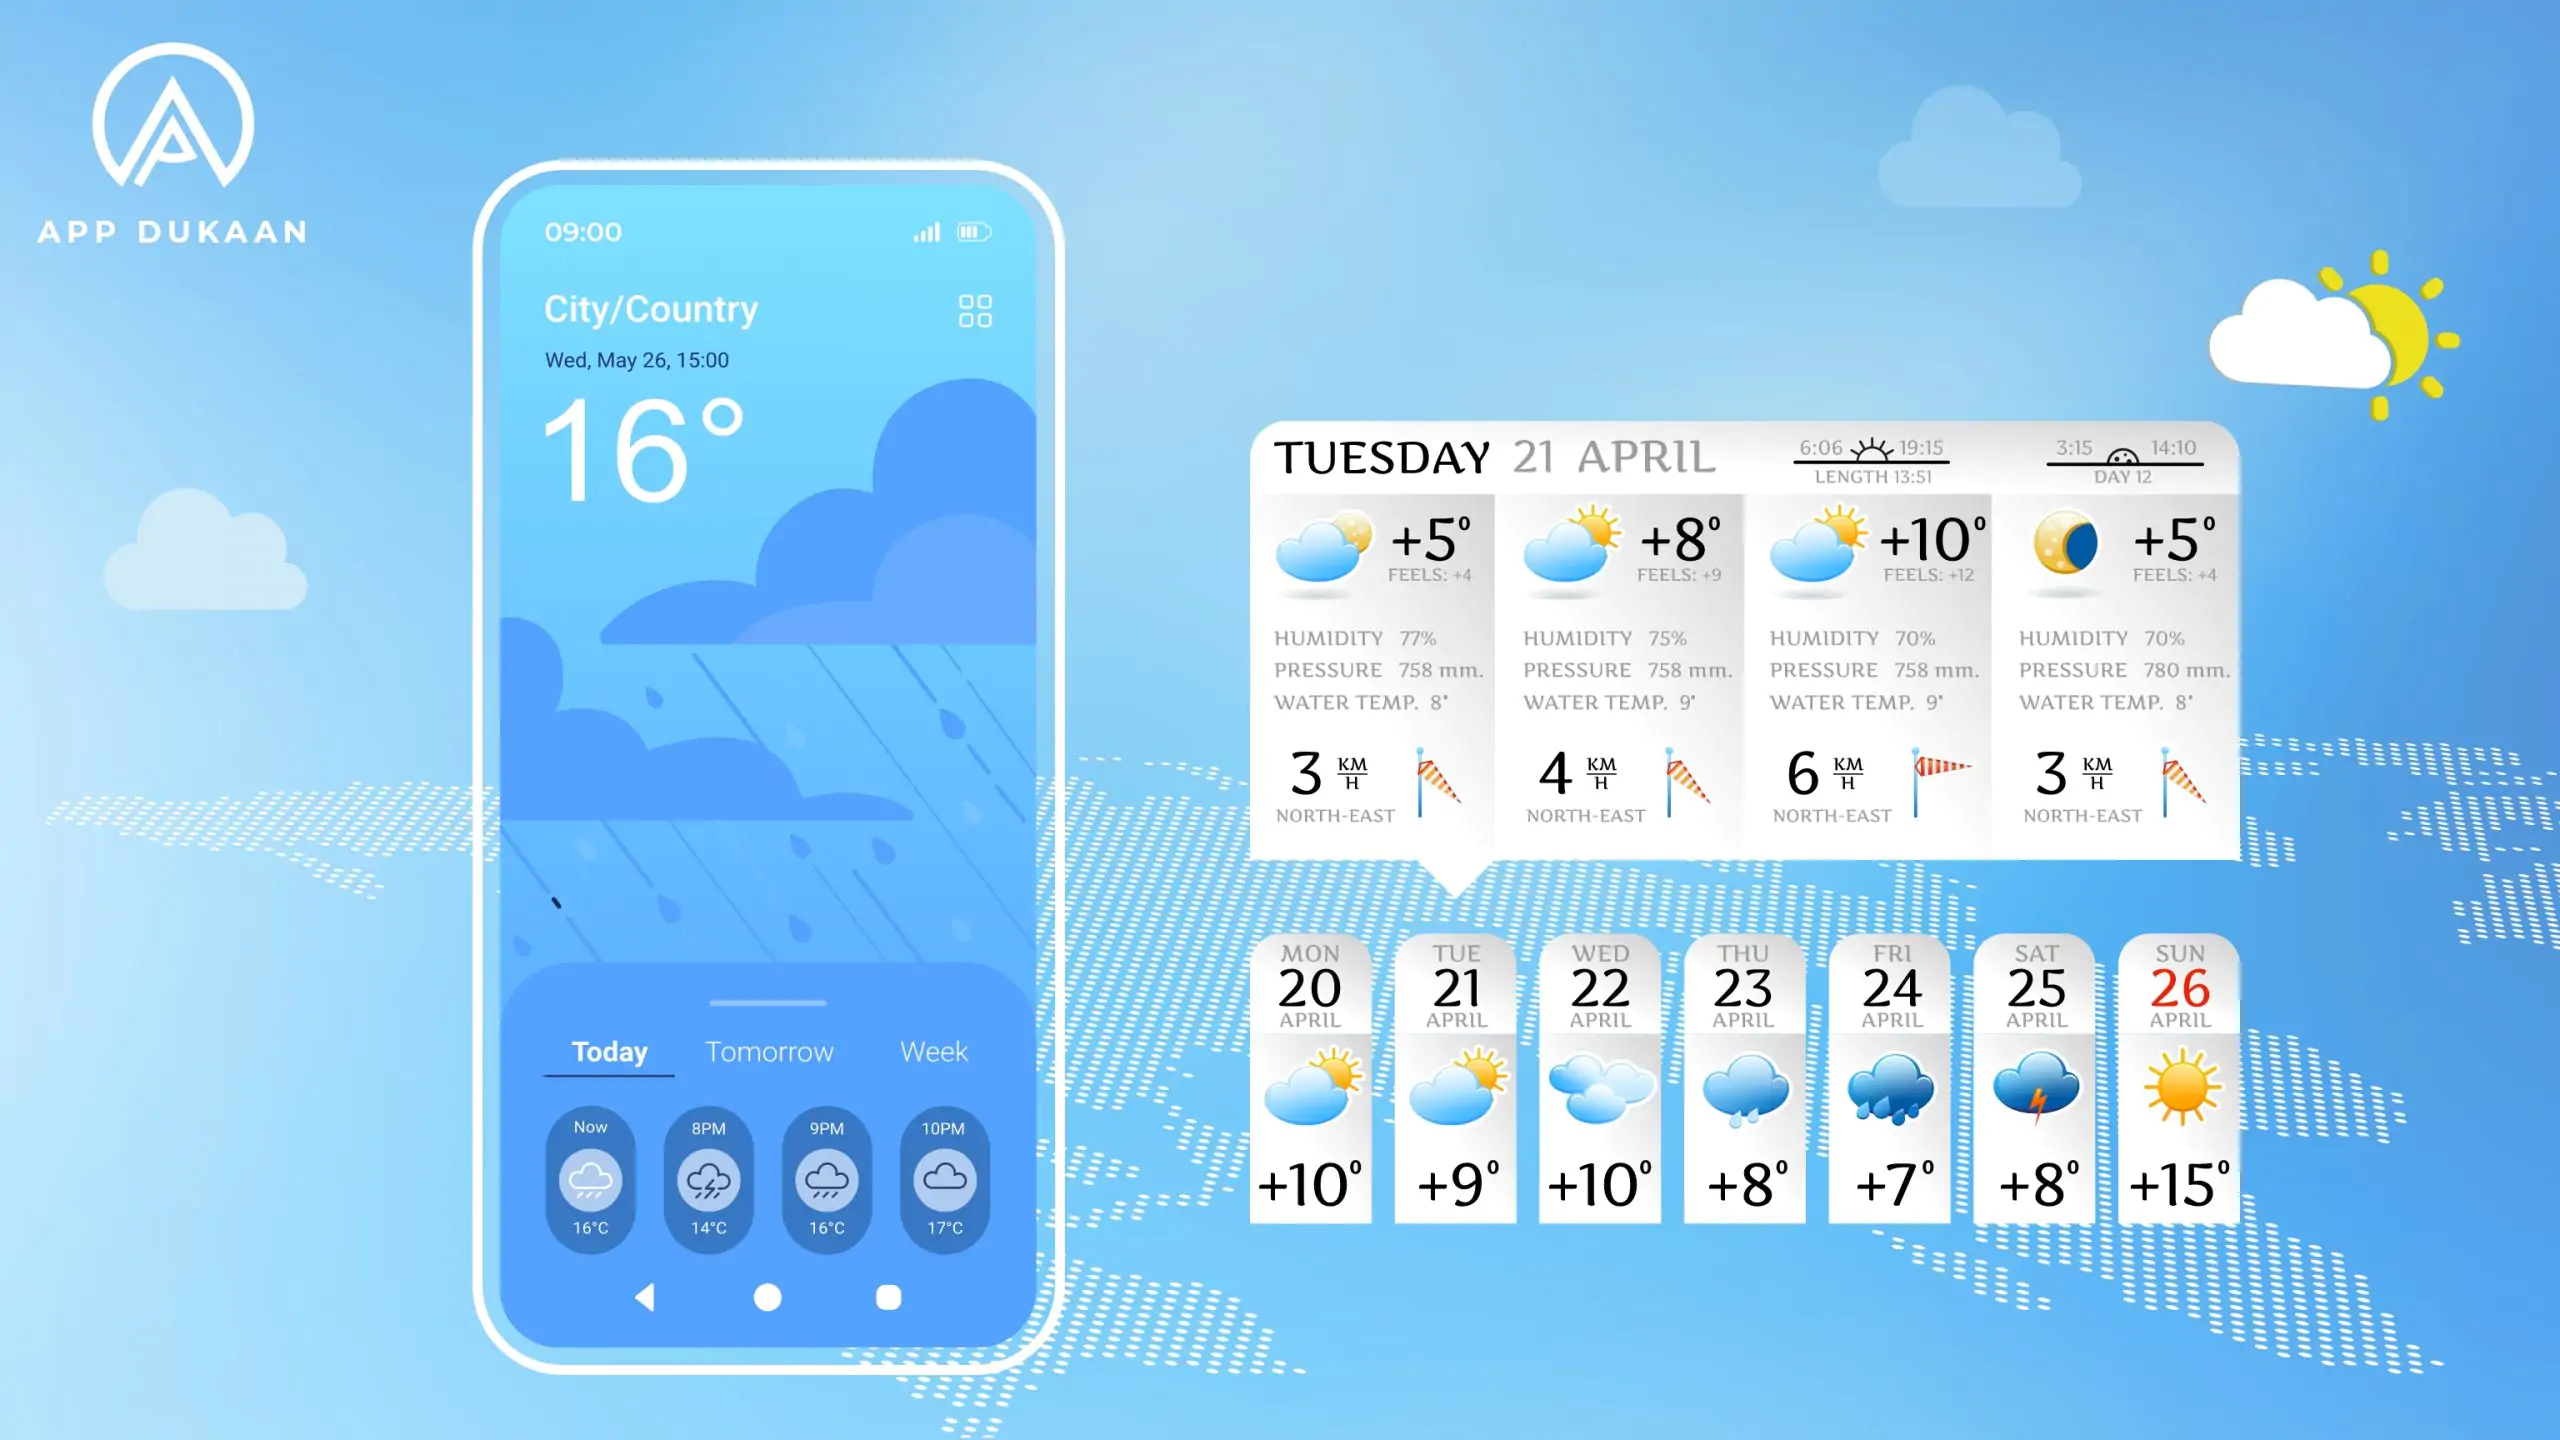 APP DUKAAN
09:00
City/Country
Wed, May 26, 15:00
16°
Today Tomorrow Week
Now 8PM 9PM 10PM
16°C 14°C 16°C 17°C
TUESDAY 21 APRIL 6:06 19:15 3:15 14:10
LENGTH 13:51 DAY 12
+5° +8° +10° +5°
FEELS: +4 FEELS: +9 FEELS: +12 FEELS: +4
HUMIDITY 77% HUMIDITY 75% HUMIDITY 70% HUMIDITY 70%
PRESSURE 758 mm. PRESSURE 758 mm. PRESSURE 758 mm. PRESSURE 780 mm.
WATER TEMP. 8° WATER TEMP. 9° WATER TEMP. 9° WATER TEMP. 8°
3 KM/H 4 KM/H 6 KM/H 3 KM/H
NORTH-EAST NORTH-EAST NORTH-EAST NORTH-EAST
MON TUE WED THU FRI SAT SUN
20 21 22 23 24 25 26
APRIL APRIL APRIL APRIL APRIL APRIL APRIL
+10° +9° +10° +8° +7° +8° +15°